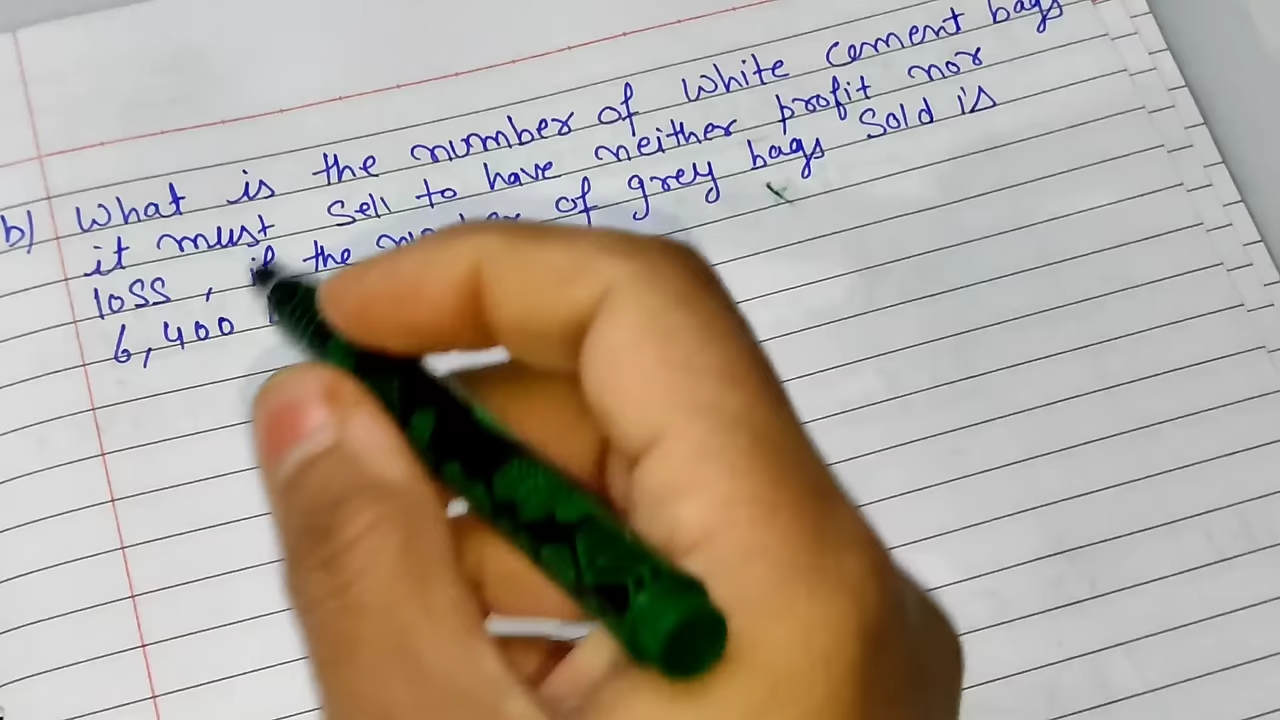 b) What is the number of white cement bags
it must sell to have neither profit nor
loss, if the of grey bags sold is
6,400